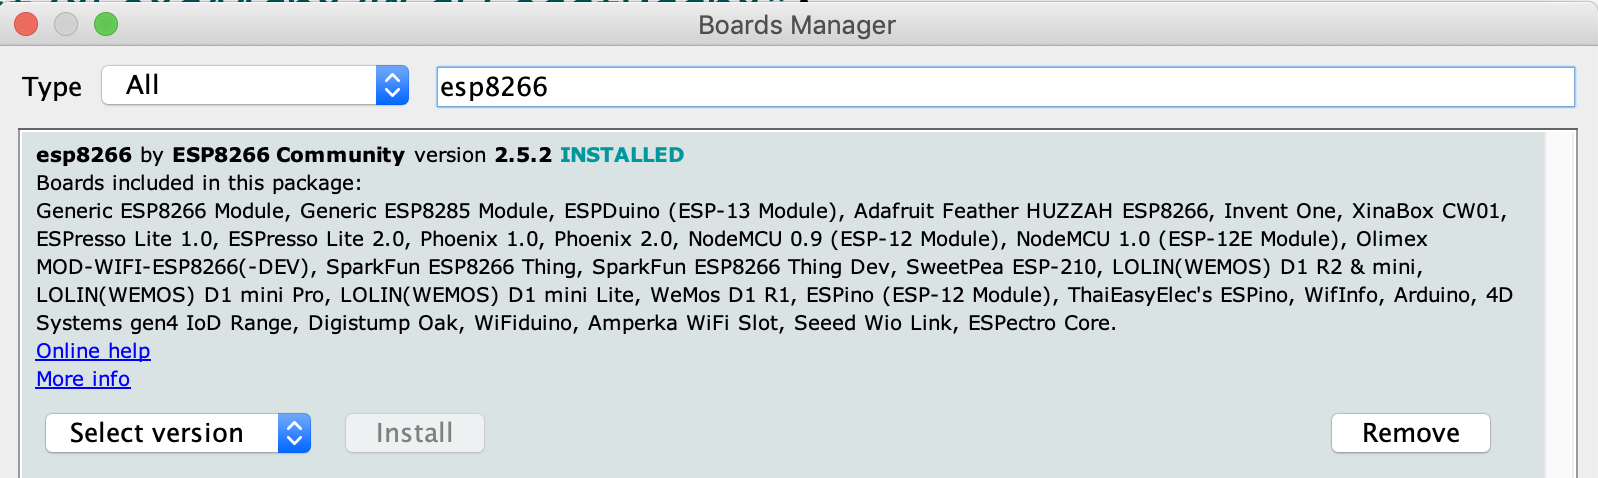 Boards Manager
Type All esp8266
esp8266 by ESP8266 Community version 2.5.2 INSTALLED
Boards included in this package:
Generic ESP8266 Module, Generic ESP8285 Module, ESPDuino (ESP-13 Module), Adafruit Feather HUZZAH ESP8266, Invent One, XinaBox CW01,
ESPresso Lite 1.0, ESPresso Lite 2.0, Phoenix 1.0, Phoenix 2.0, NodeMCU 0.9 (ESP-12 Module), NodeMCU 1.0 (ESP-12E Module), Olimex
MOD-WIFI-ESP8266(-DEV), SparkFun ESP8266 Thing, SparkFun ESP8266 Thing Dev, SweetPea ESP-210, LOLIN(WEMOS) D1 R2 & mini,
LOLIN(WEMOS) D1 mini Pro, LOLIN(WEMOS) D1 mini Lite, WeMos D1 R1, ESPino (ESP-12 Module), ThaiEasyElec's ESPino, WifInfo, Arduino, 4D
Systems gen4 IoD Range, Digistump Oak, WiFiduino, Amperka WiFi Slot, Seeed Wio Link, ESPectro Core.
Online help
More info
Select version Install Remove